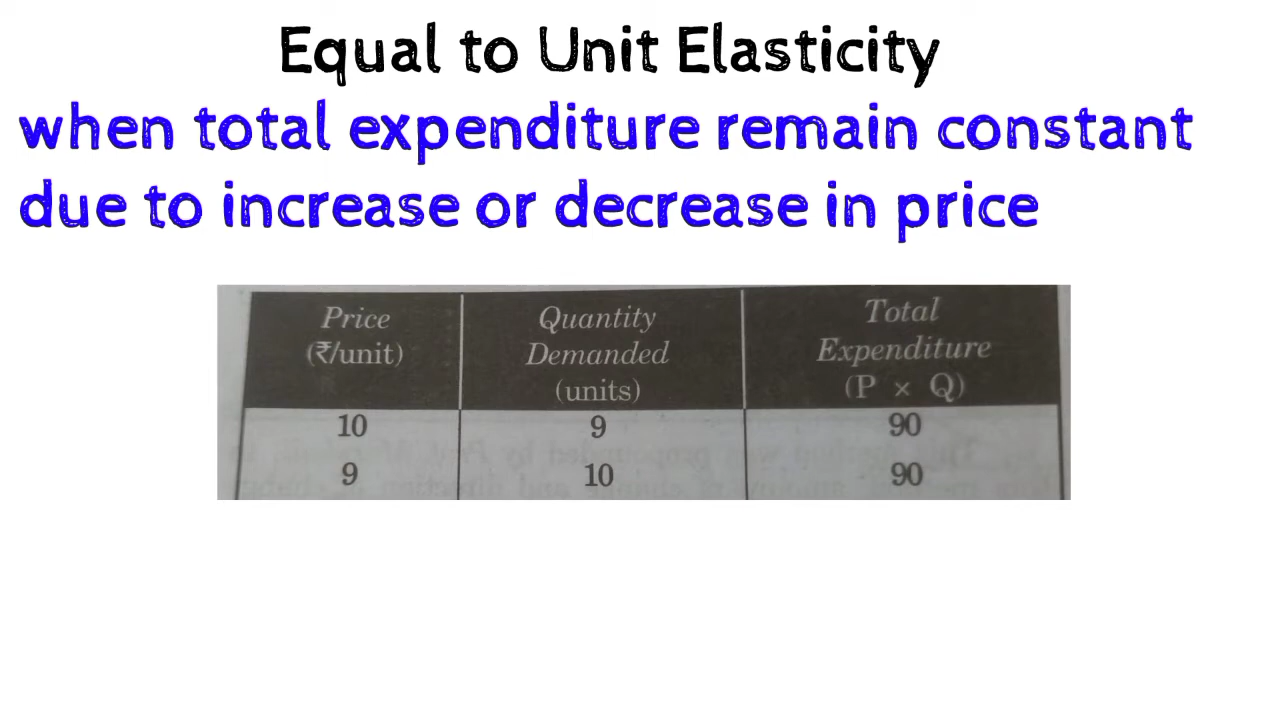 Equal to Unit Elasticity
when total expenditure remain constant
due to increase or decrease in price
Price
(₹/unit)
Quantity
Demanded
(units)
Total
Expenditure
(P × Q)
10 9 90
9 10 90